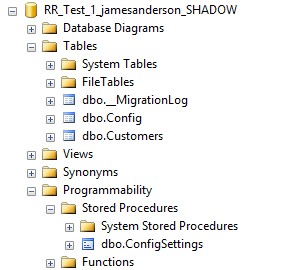 RR_Test_1_jamesanderson_SHADOW
Database Diagrams
Tables
System Tables
FileTables
dbo.__MigrationLog
dbo.Config
dbo.Customers
Views
Synonyms
Programmability
Stored Procedures
System Stored Procedures
dbo.ConfigSettings
Functions